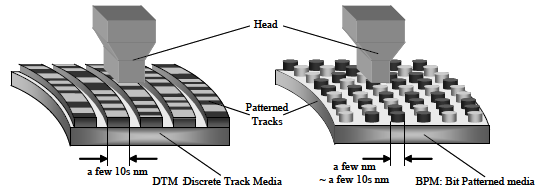 Head
Patterned
Tracks
a few 10s nm
DTM :Discrete Track Media
a few nm
~ a few 10s nm
BPM: Bit Patterned media